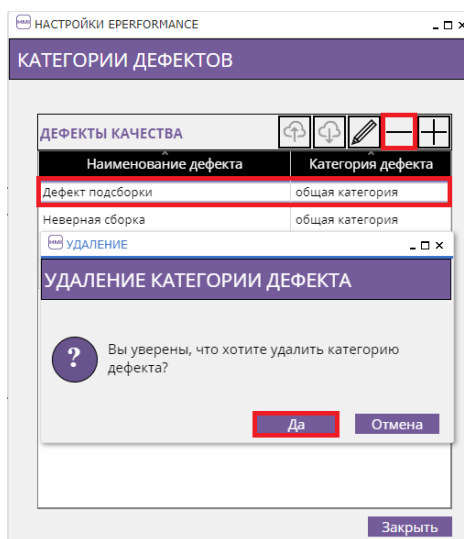 НАСТРОЙКИ EPERFORMANCE
КАТЕГОРИИ ДЕФЕКТОВ
ДЕФЕКТЫ КАЧЕСТВА
Наименование дефекта Категория дефекта
Дефект подсборки общая категория
Неверная сборка общая категория
HMI УДАЛЕНИЕ
УДАЛЕНИЕ КАТЕГОРИИ ДЕФЕКТА
?
Вы уверены, что хотите удалить категорию
дефекта?
Да Отмена
Закрыть